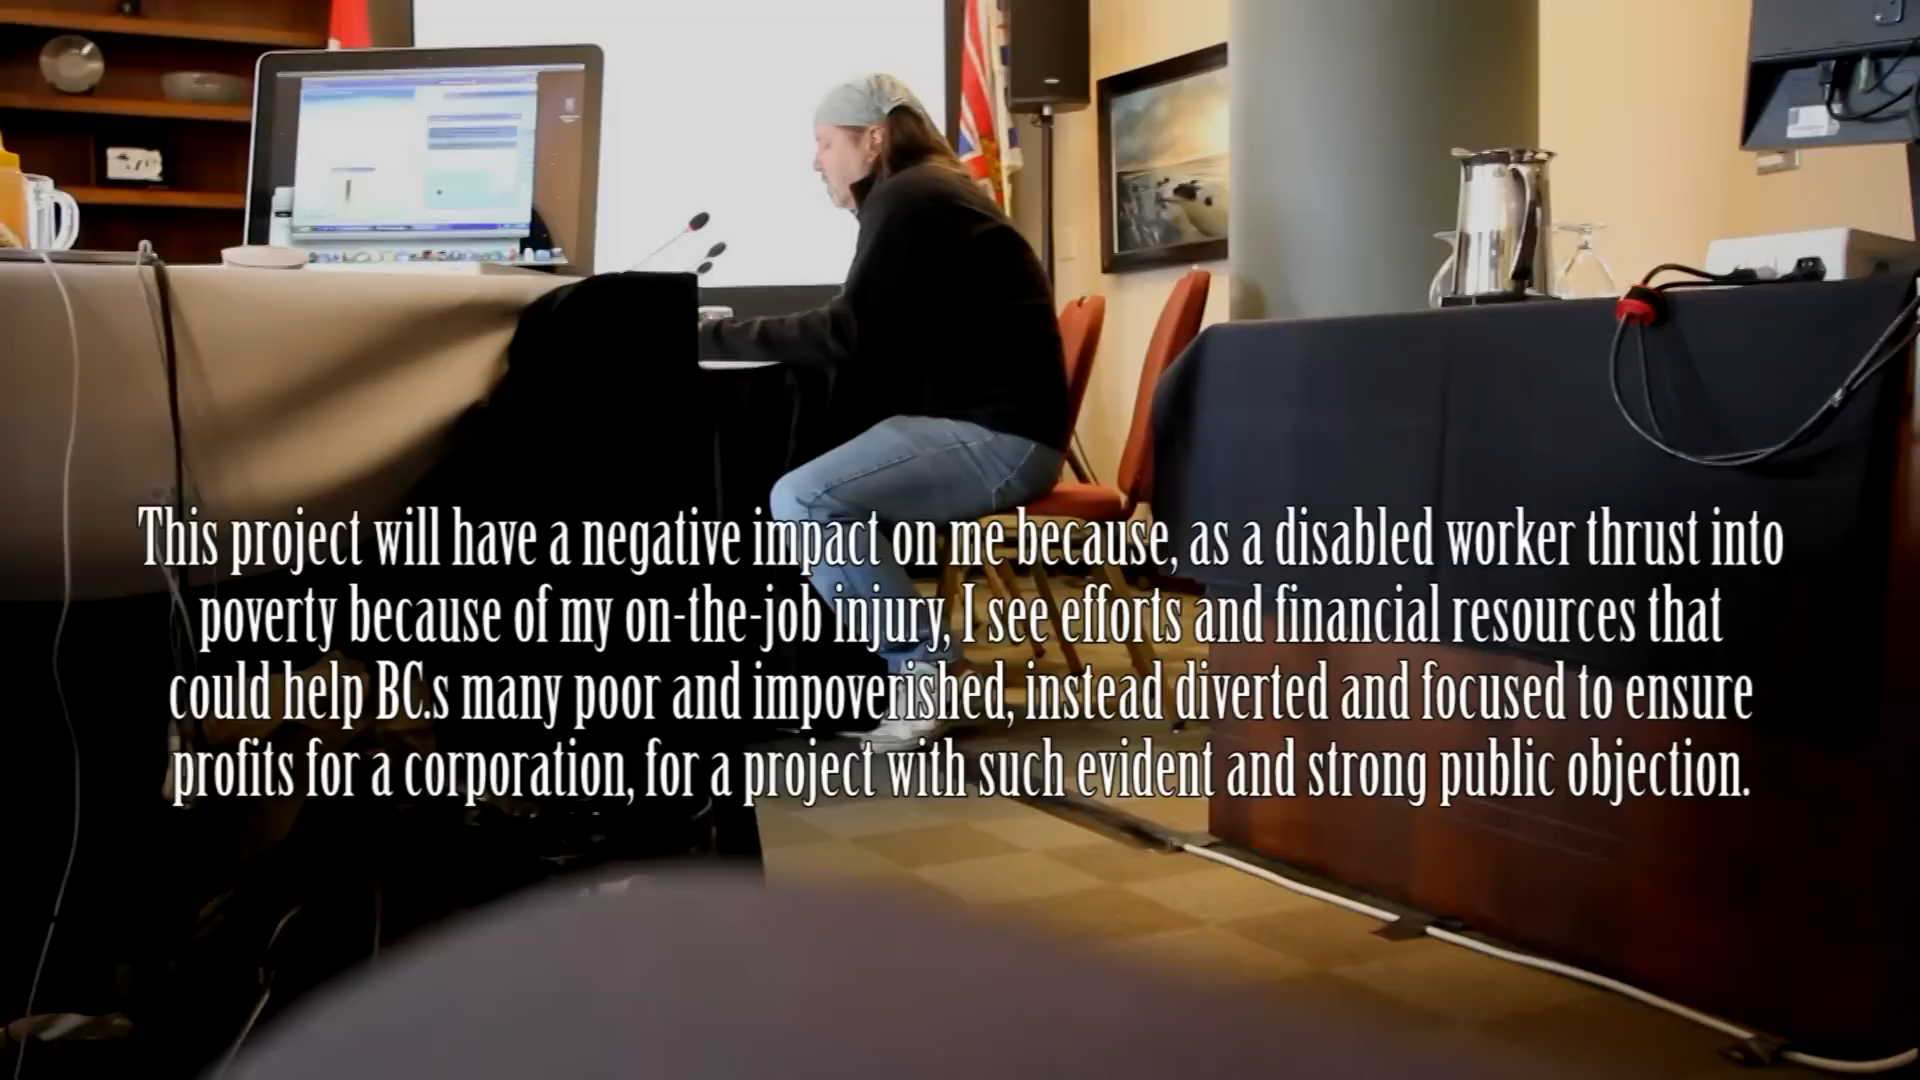 This project will have a negative impact on me because, as a disabled worker thrust into
poverty because of my on-the-job injury, I see efforts and financial resources that
could help BC.s many poor and impoverished, instead diverted and focused to ensure
profits for a corporation, for a project with such evident and strong public objection.